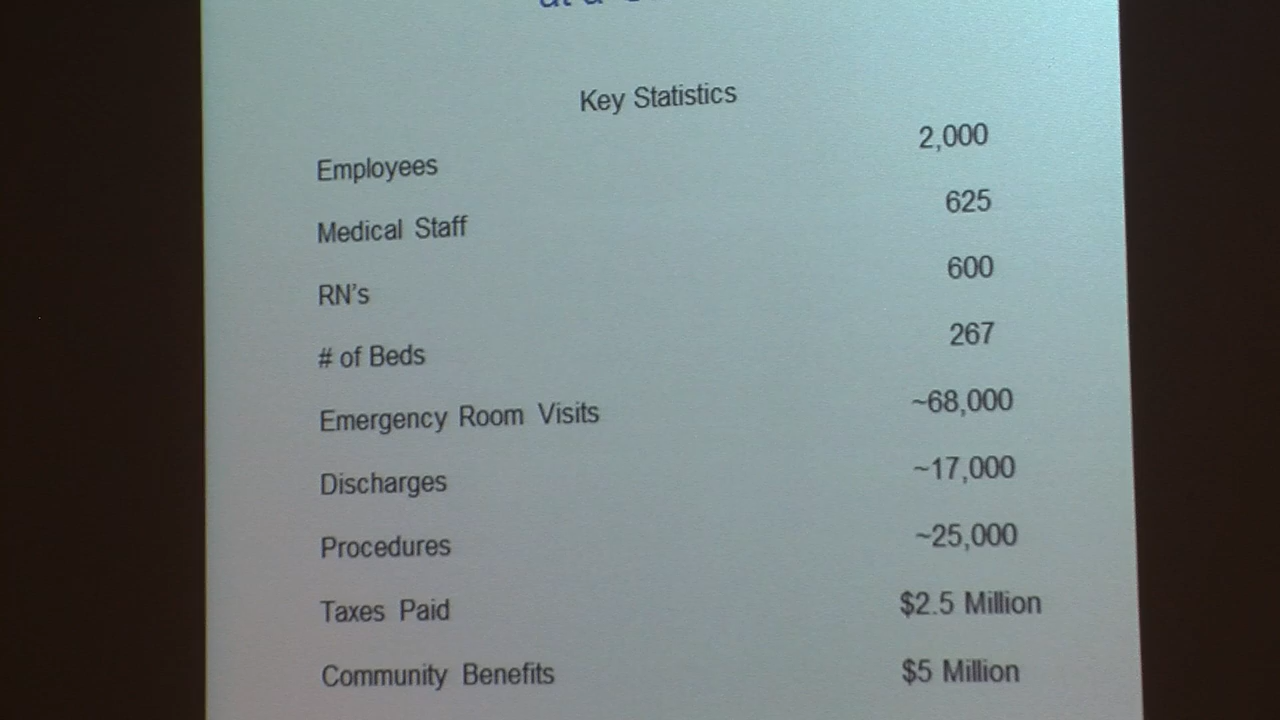 Key Statistics
Employees 2,000
Medical Staff 625
RN's 600
# of Beds 267
Emergency Room Visits ~68,000
Discharges ~17,000
Procedures ~25,000
Taxes Paid $2.5 Million
Community Benefits $5 Million